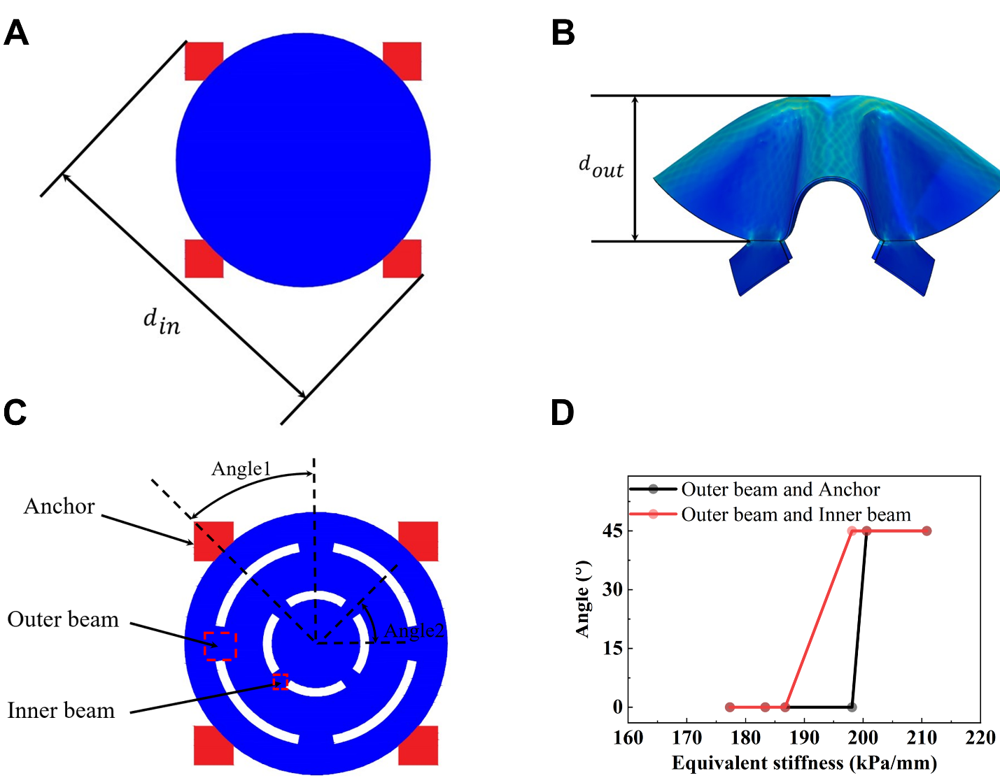 A
B
d_out
d_in
C
D
Angle1
Anchor
Outer beam
Angle2
Inner beam
Outer beam and Anchor
Outer beam and Inner beam
Angle (°)
45
30
15
0
160 170 180 190 200 210 220
Equivalent stiffness (kPa/mm)